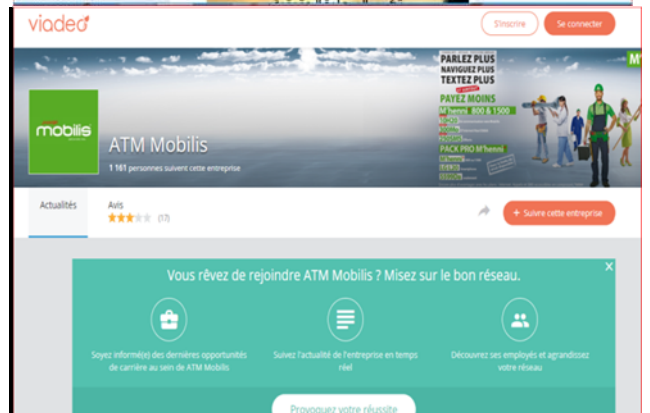 viadeo
S'inscrire
Se connecter
PARLEZ PLUS
NAVIGUEZ PLUS
TEXTEZ PLUS
PAYEZ MOINS
M'henni 800 & 1500
PACK PRO M'henni
mobilis
ATM Mobilis
1 161 personnes suivent cette entreprise
Actualités
Avis
(17)
+ Suivre cette entreprise
Vous rêvez de rejoindre ATM Mobilis ? Misez sur le bon réseau.
X
Soyez informé(e) des dernières opportunités
de carrière au sein de ATM Mobilis
Suivez l'actualité de l'entreprise en temps
réel
Découvrez ses employés et agrandissez
votre réseau
Provoquez votre réussite